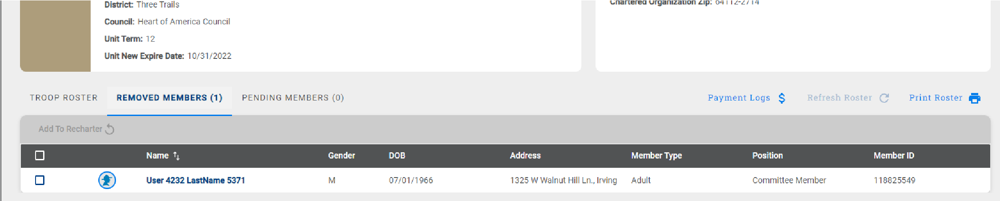 District: Three Trails
Council: Heart of America Council
Unit Term: 12
Unit New Expire Date: 10/31/2022
Chartered Organization Zip: 64112-2714
TROOP ROSTER REMOVED MEMBERS (1) PENDING MEMBERS (0) Payment Logs $ Refresh Roster Print Roster
Add To Recharter
Name Gender DOB Address Member Type Position Member ID
User 4232 LastName 5371 M 07/01/1966 1325 W Walnut Hill Ln., Irving Adult Committee Member 118825549